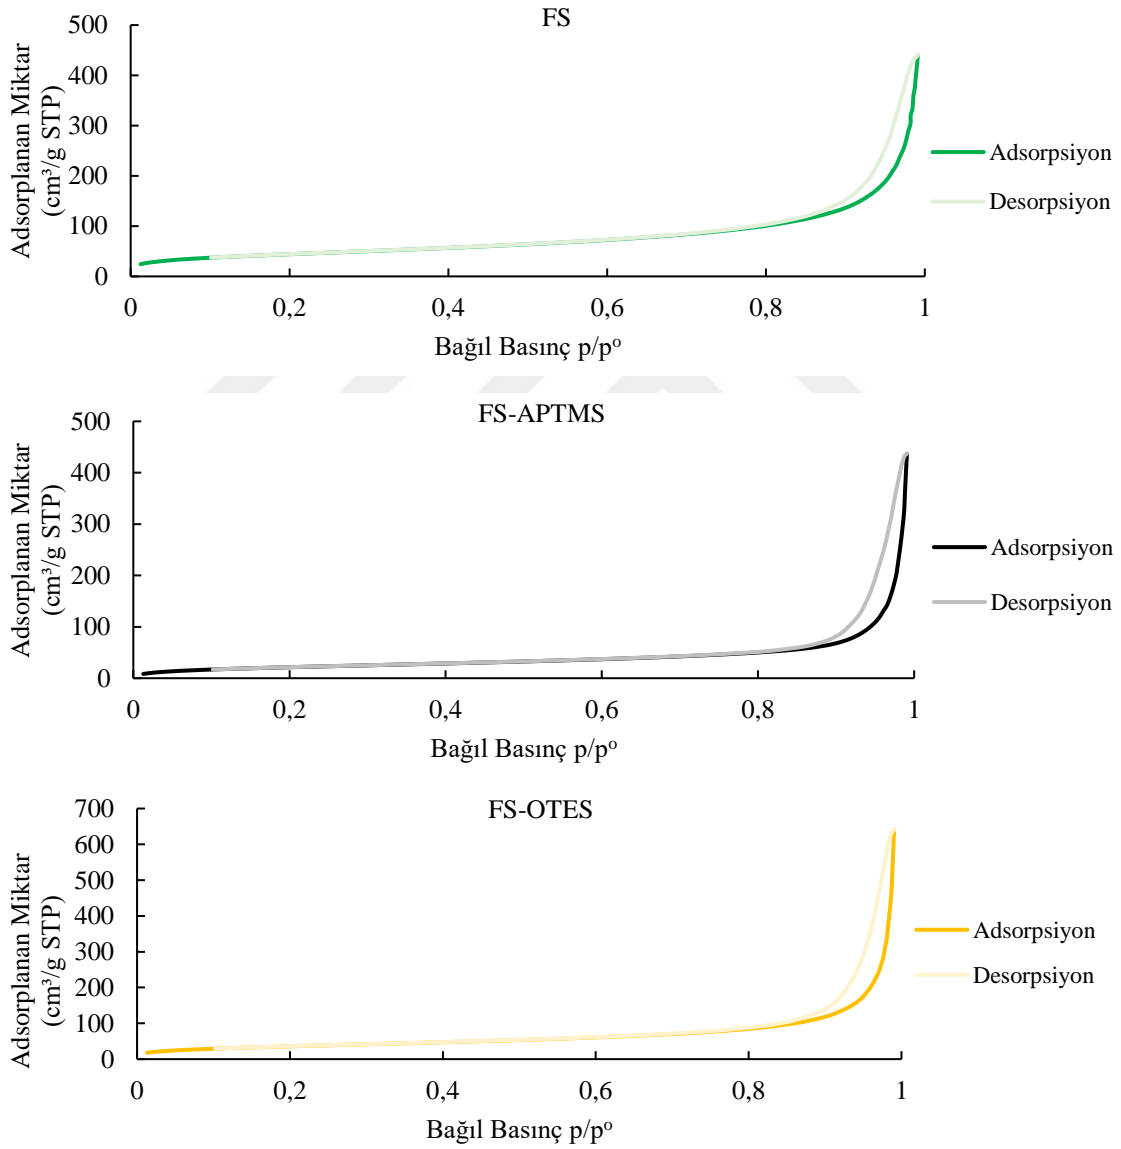 FS
500
400
300
200
100
0
Adsorplanan Miktar
(cm³/g STP)
0 0,2 0,4 0,6 0,8 1
Bağıl Basınç p/pᵒ
Adsorpsiyon
Desorpsiyon
FS-APTMS
500
400
300
200
100
0
Adsorplanan Miktar
(cm³/g STP)
0 0,2 0,4 0,6 0,8 1
Bağıl Basınç p/pᵒ
Adsorpsiyon
Desorpsiyon
FS-OTES
700
600
500
400
300
200
100
0
Adsorplanan Miktar
(cm³/g STP)
0 0,2 0,4 0,6 0,8 1
Bağıl Basınç p/pᵒ
Adsorpsiyon
Desorpsiyon